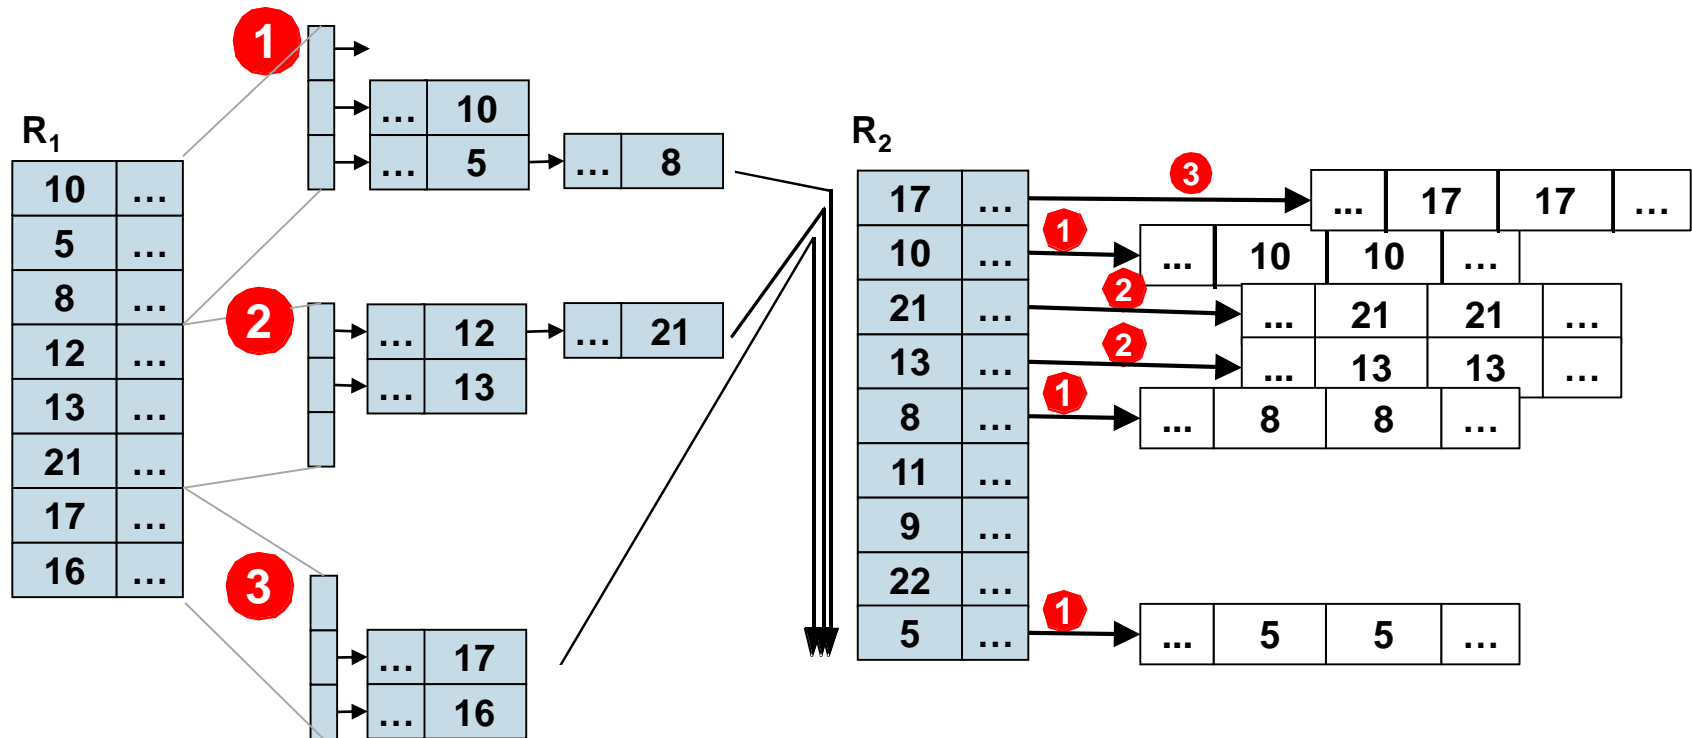 1
... 10
... 5 ... 8
R1
10 ...
5 ...
8 ...
12 ...
13 ...
21 ...
17 ...
16 ...
2
... 12 ... 21
... 13
3
... 17
... 16
R2
17 ... 3 ... 17 17 ...
10 ... 1 ... 10 10 ...
21 ... 2 ... 21 21 ...
13 ... 2 ... 13 13 ...
8 ... 1 ... 8 8 ...
11 ...
9 ...
22 ...
5 ... 1 ... 5 5 ...